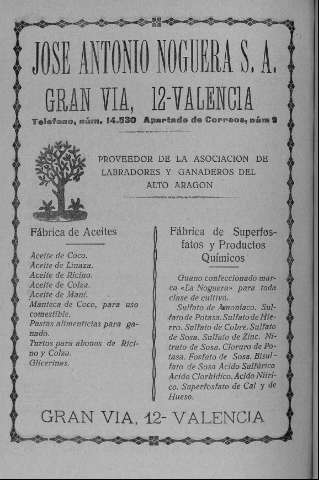 JOSE ANTONIO NOGUERA S. A.
GRAN VIA, 12-VALENCIA
Teléfono, núm. 14.530 Apartado de Correos, núm 9
PROVEEDOR DE LA ASOCIACION DE
LABRADORES Y GANADEROS DEL
ALTO ARAGON
Fábrica de Aceites
Aceite de Coco.
Aceite de Linaza.
Aceite de Ricino.
Aceite de Colza.
Aceite de Maní.
Manteca de Coco, para uso
comestible.
Pastas alimenticias para ga-
nado.
Turtos para abonos de Rici-
no y Colza.
Glicerinas.
Fábrica de Superfos-
fatos y Productos
Químicos
Guano confeccionado mar-
ca «La Noguera» para toda
clase de cultivo.
Sulfato de Amoniaco. Sul-
fato de Potasa. Sulfato de Hie-
rro. Sulfato de Cobre. Sulfato
de Sosa. Sulfato de Zinc. Ni-
trato de Sosa. Cloruro de Po-
tasa. Fosfato de Sosa. Bisul-
fato de Sosa Acido Sulfúrico
Acido Clorhídico. Acido Nítri-
co. Superfosfato de Cal y de
Hueso.
GRAN VIA, 12- VALENCIA